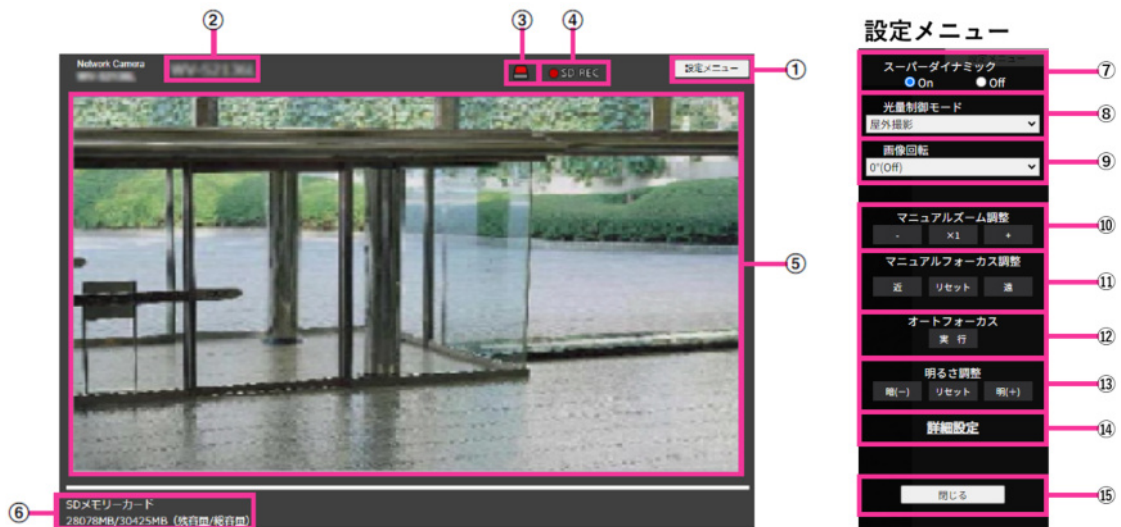 ②
③
④
設定メニュー
Network Camera
SD REC
設定メニュー
①
スーパーダイナミック
On Off
⑦
光量制御モード
屋外撮影
⑧
画像回転
0°(Off)
⑨
マニュアルズーム調整
- ×1 +
⑩
⑤
マニュアルフォーカス調整
近 リセット 遠
⑪
オートフォーカス
実 行
⑫
明るさ調整
暗(−) リセット 明(+)
⑬
詳細設定
⑭
閉じる
⑮
SDメモリーカード
⑥
28078MB/30425MB (残容量/総容量)